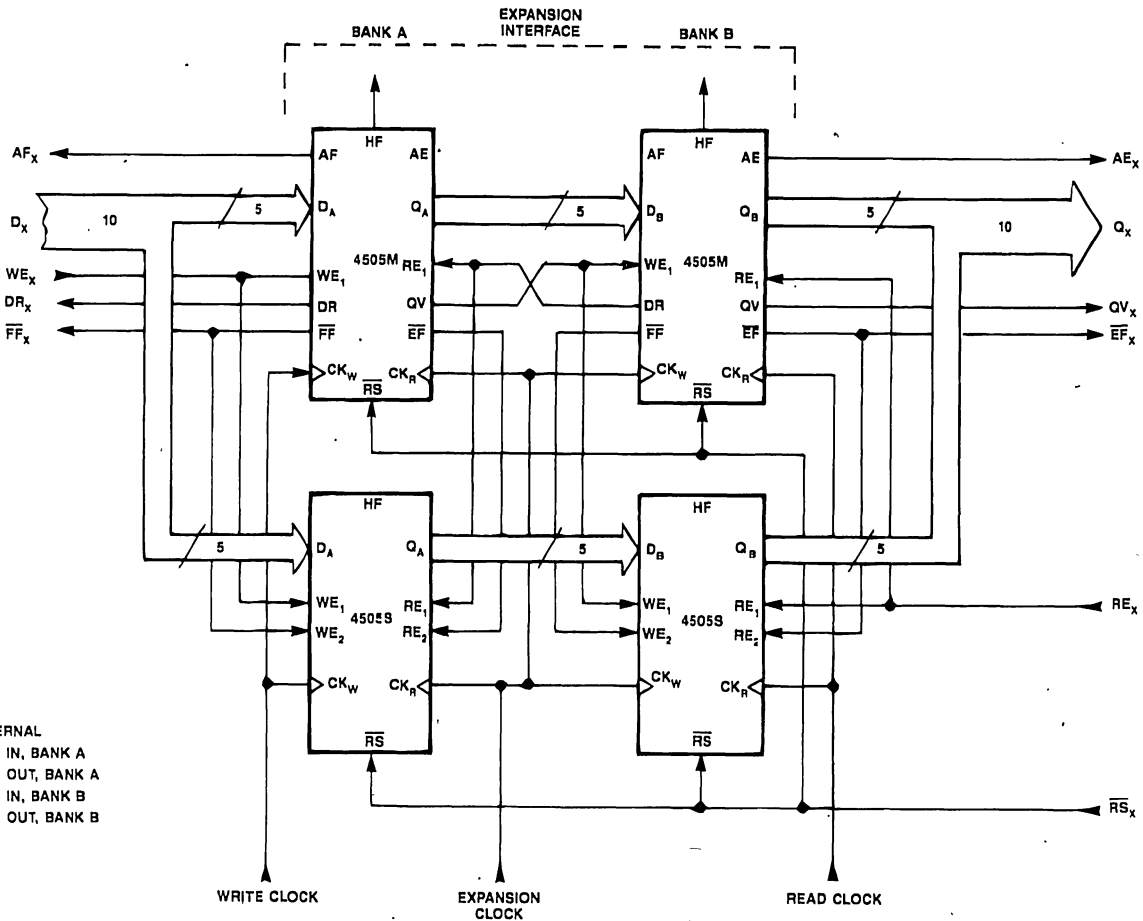 EXPANSION
INTERFACE
BANK A
BANK B
HF
HF
AFX
AF
AE
AF
AE
AEX
DX
10
5
DA
QA
5
DB
QB
5
10
QX
WEX
WE1
4505M
RE1
WE1
4505M
RE1
DRX
DR
QV
DR
QV
QVX
FFX
FF
EF
FF
EF
EFX
CKW
RS
CKR
CKW
RS
CKR
HF
HF
5
DA
QA
5
DB
QB
5
WE1
4505S
RE1
WE1
4505S
RE1
REX
WE2
RE2
WE2
RE2
CKW
CKR
CKW
CKR
RS
RS
ERNAL
IN, BANK A
OUT, BANK A
IN, BANK B
OUT, BANK B
RSX
WRITE CLOCK
EXPANSION
CLOCK
READ CLOCK